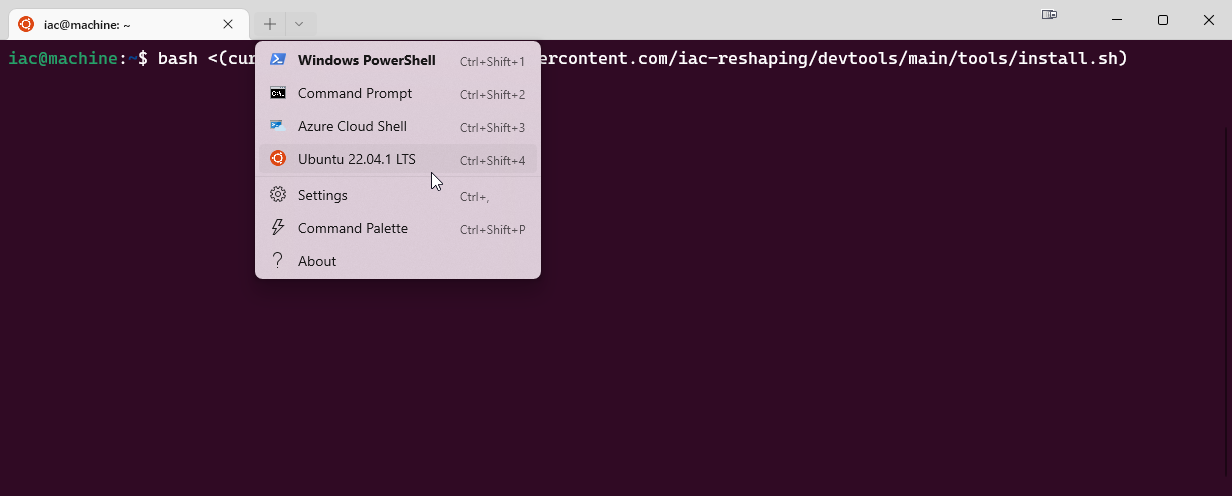 iac@machine: ~
iac@machine:~$ bash <(cur ercontent.com/iac-reshaping/devtools/main/tools/install.sh)
Windows PowerShell Ctrl+Shift+1
Command Prompt Ctrl+Shift+2
Azure Cloud Shell Ctrl+Shift+3
Ubuntu 22.04.1 LTS Ctrl+Shift+4
Settings Ctrl+,
Command Palette Ctrl+Shift+P
About